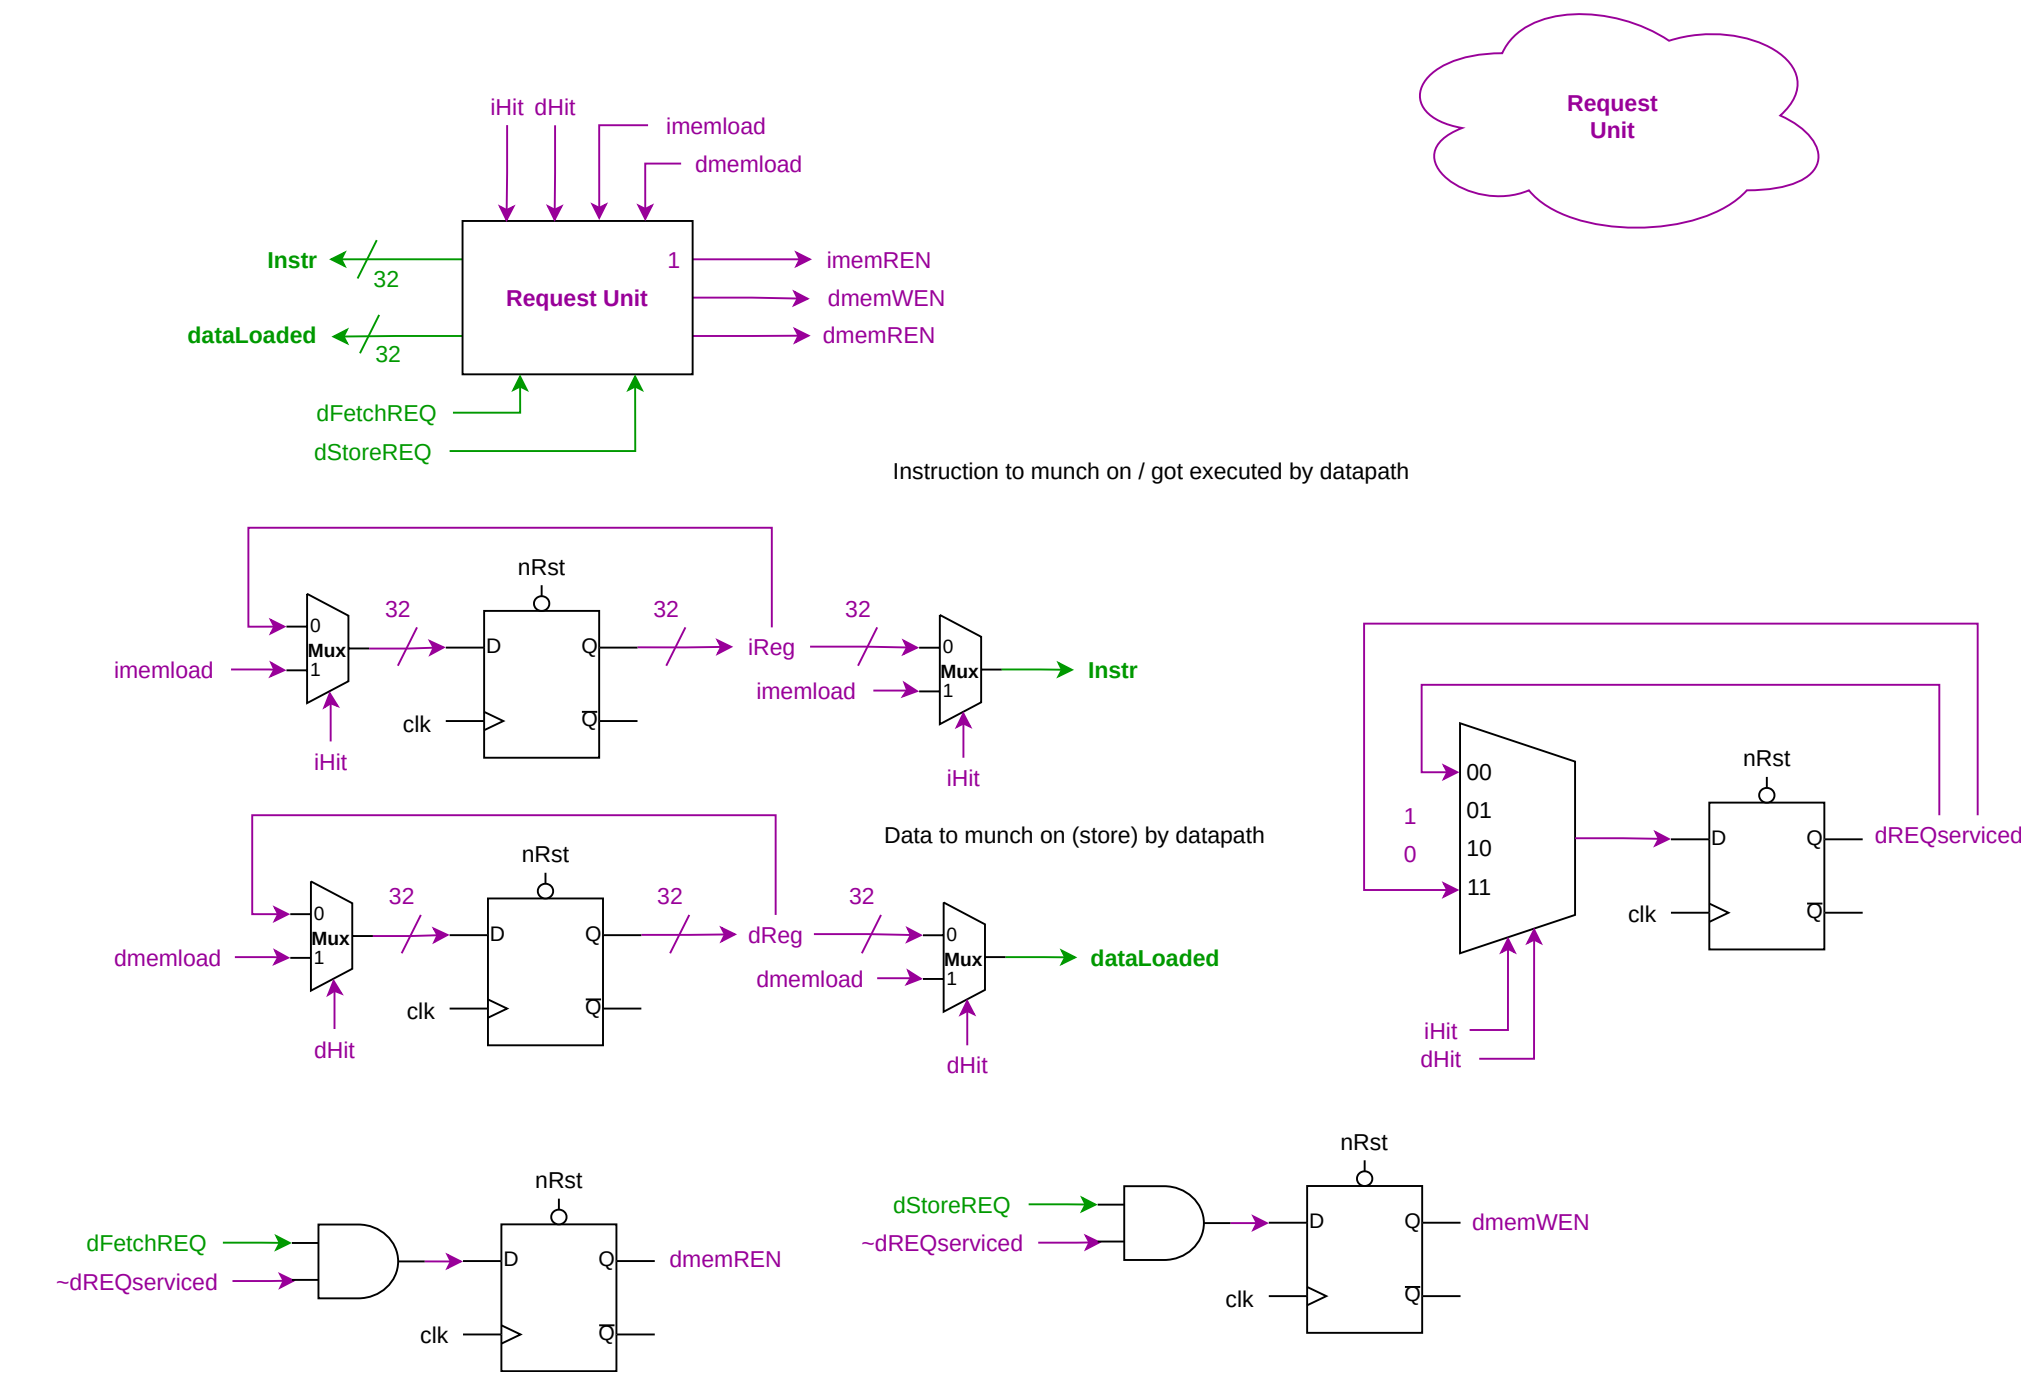 Request
Unit
iHit dHit
imemload
dmemload
Instr
32
1
imemREN
Request Unit
dmemWEN
dataLoaded
32
dmemREN
dFetchREQ
dStoreREQ
Instruction to munch on / got executed by datapath
nRst
32
32
32
0
Mux
1
D
Q
iReg
0
Mux
1
imemload
imemload
Instr
clk
Q
iHit
iHit
Data to munch on (store) by datapath
nRst
32
32
32
0
Mux
1
D
Q
dReg
0
Mux
1
dmemload
dmemload
dataLoaded
clk
Q
dHit
dHit
nRst
00
1
01
0
10
11
D
Q
dREQserviced
clk
Q
iHit
dHit
nRst
dFetchREQ
~dREQserviced
D
Q
dmemREN
clk
Q
nRst
dStoreREQ
~dREQserviced
D
Q
dmemWEN
clk
Q